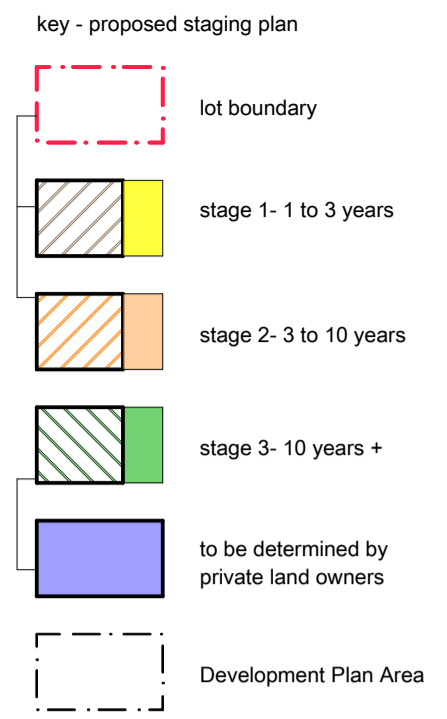 key - proposed staging plan
lot boundary
stage 1- 1 to 3 years
stage 2- 3 to 10 years
stage 3- 10 years +
to be determined by
private land owners
Development Plan Area